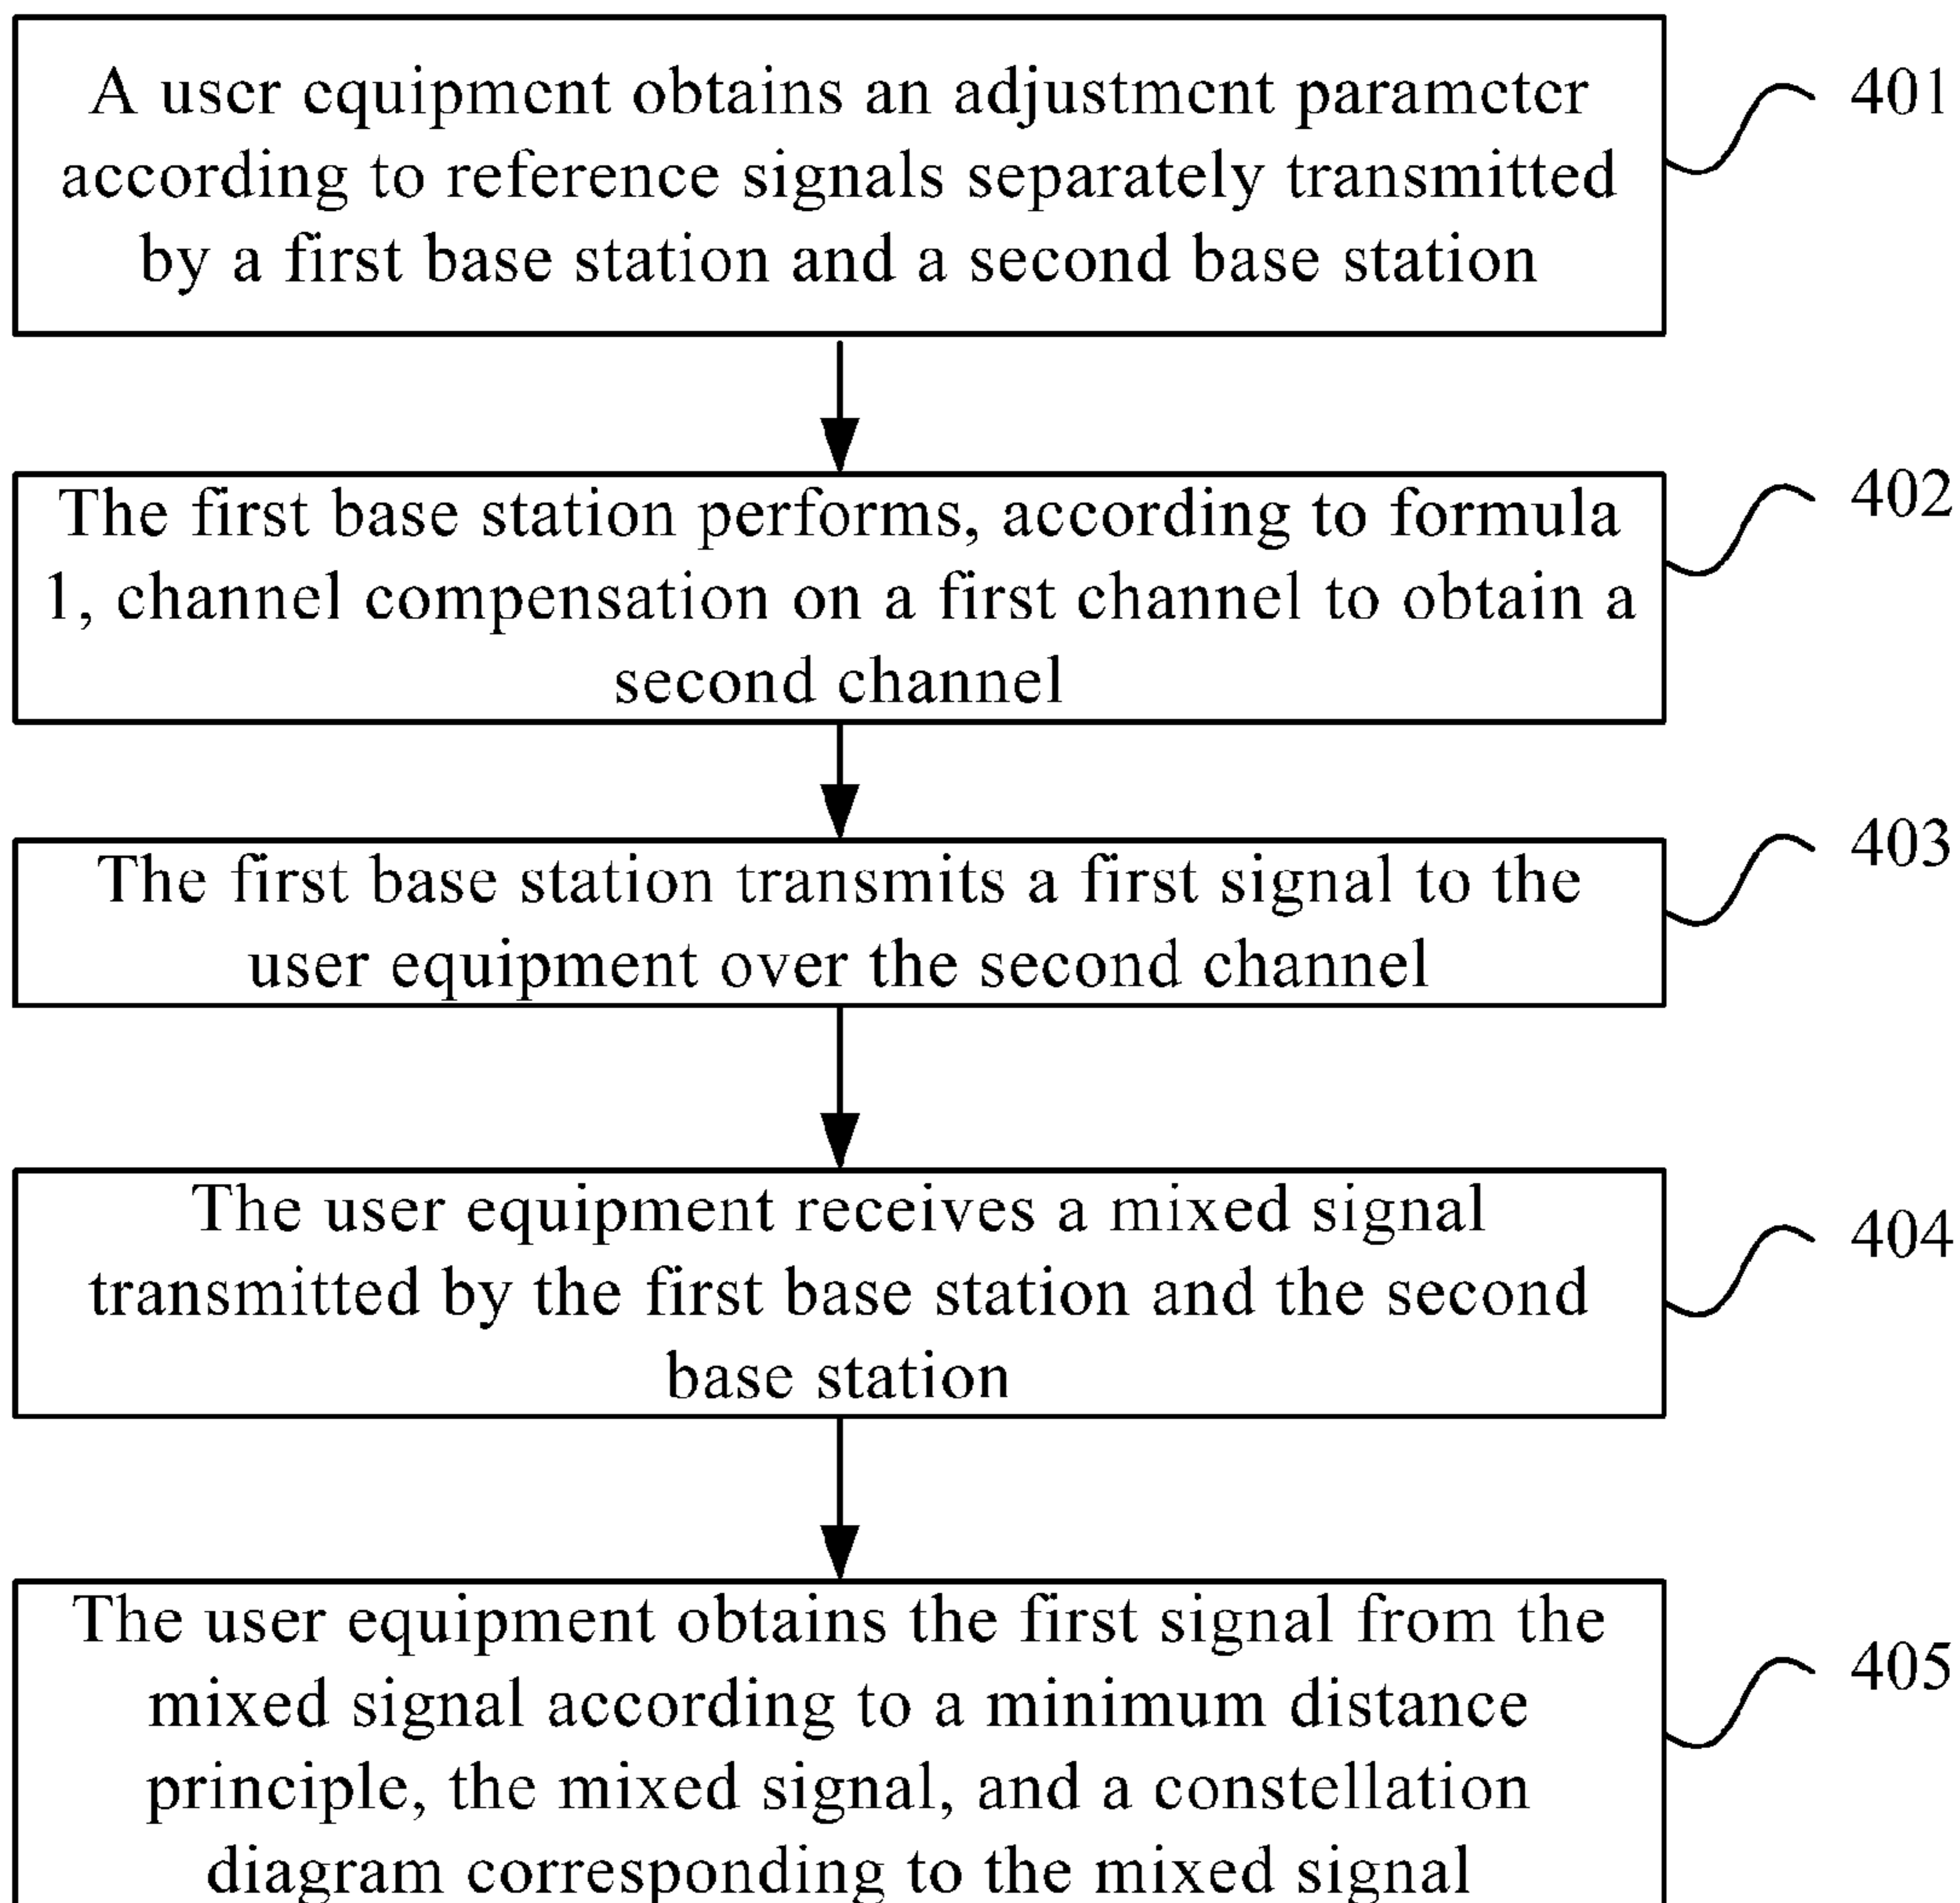 A user equipment obtains an adjustment parameter
according to reference signals separately transmitted
by a first base station and a second base station
401
The first base station performs, according to formula
1, channel compensation on a first channel to obtain a
second channel
402
The first base station transmits a first signal to the
user equipment over the second channel
403
The user equipment receives a mixed signal
transmitted by the first base station and the second
base station
404
The user equipment obtains the first signal from the
mixed signal according to a minimum distance
principle, the mixed signal, and a constellation
diagram corresponding to the mixed signal
405